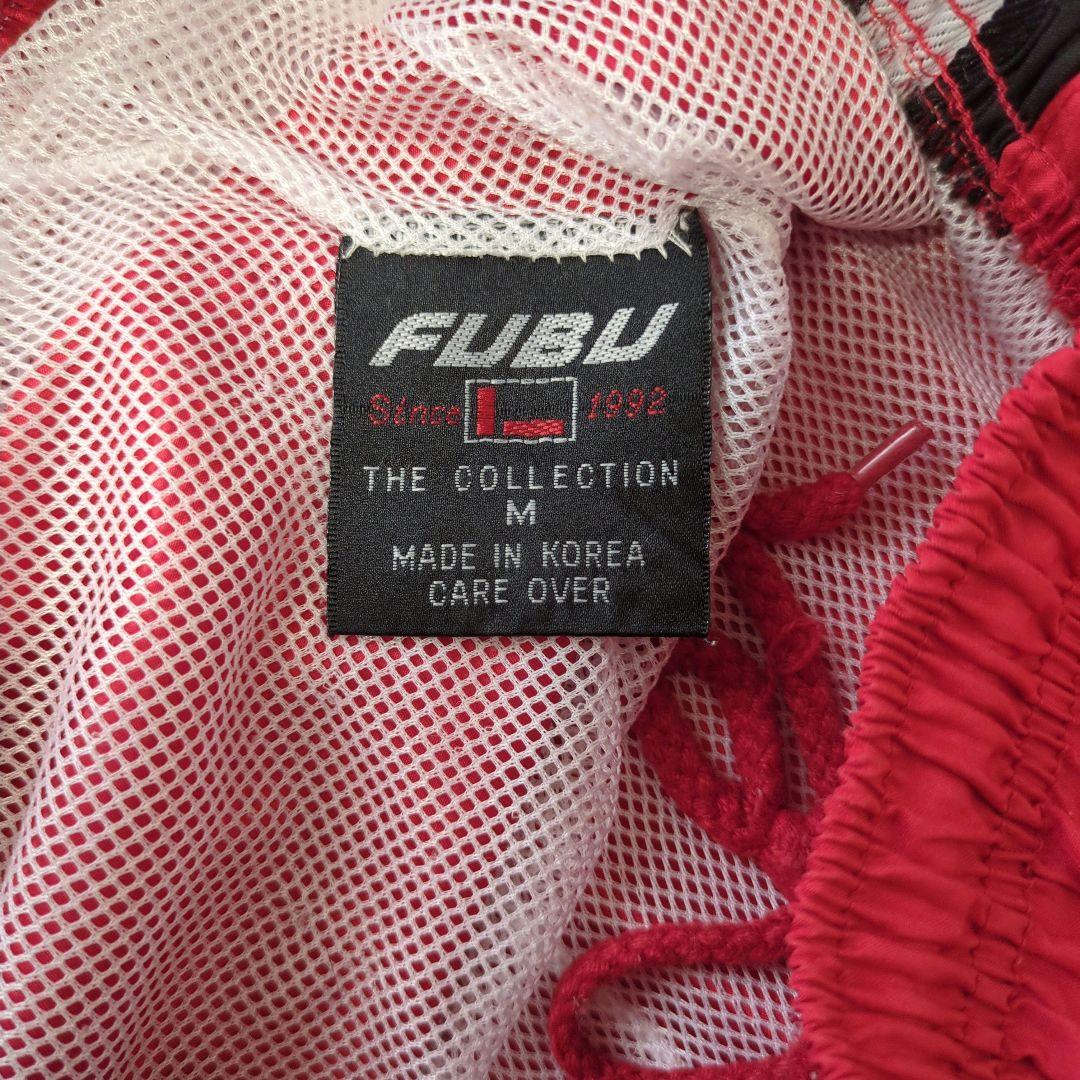 FUBU
Since L 1992
THE COLLECTION
M
MADE IN KOREA
CARE OVER